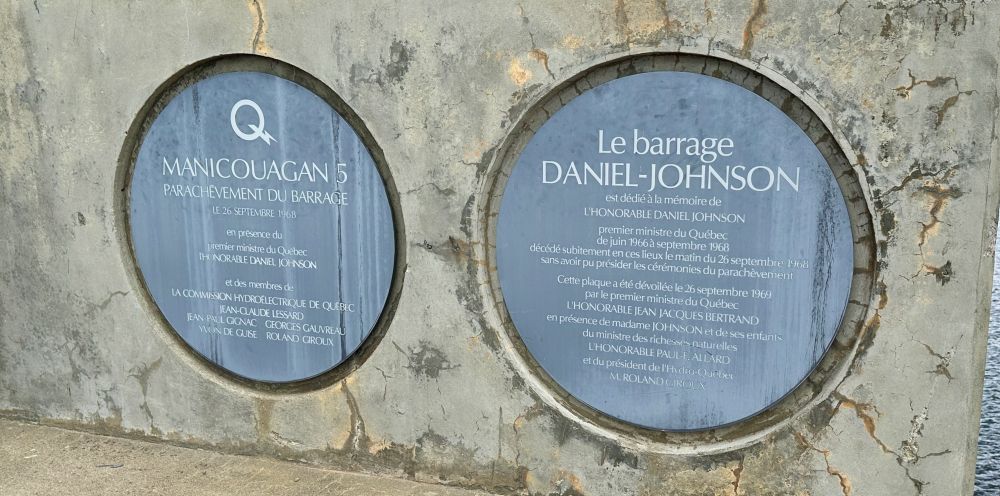 MANICOUAGAN 5
PARACHÈVEMENT DU BARRAGE
LE 26 SEPTEMBRE 1968
en présence du
premier ministre du Québec
L'HONORABLE DANIEL JOHNSON
et des membres de
LA COMMISSION HYDROÉLECTRIQUE DE QUÉBEC
JEAN-CLAUDE LESSARD
JEAN-PAUL GIGNAC GEORGES GAUVREAU
YVON DE GUISE ROLAND GIROUX
Le barrage
DANIEL-JOHNSON
est dédié à la mémoire de
L'HONORABLE DANIEL JOHNSON
premier ministre du Québec
de juin 1966 à septembre 1968
décédé subitement en ces lieux le matin du 26 septembre 1968
sans avoir pu présider les cérémonies du parachèvement
Cette plaque a été dévoilée le 26 septembre 1969
par le premier ministre du Québec
L'HONORABLE JEAN JACQUES BERTRAND
en présence de madame JOHNSON et de ses enfants
du ministre des richesses naturelles
L'HONORABLE PAUL-E. ALLARD
et du président de l'Hydro-Québec
M. ROLAND GIROUX